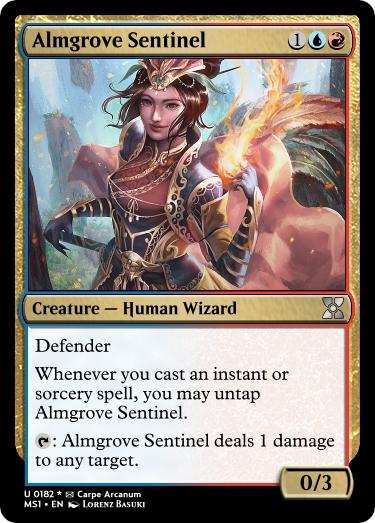 Almgrove Sentinel 1
Creature — Human Wizard
Defender
Whenever you cast an instant or
sorcery spell, you may untap
Almgrove Sentinel.
: Almgrove Sentinel deals 1 damage
to any target.
0/3
U 0182 * Carpe Arcanum
MS1 • EN Lorenz Basuki